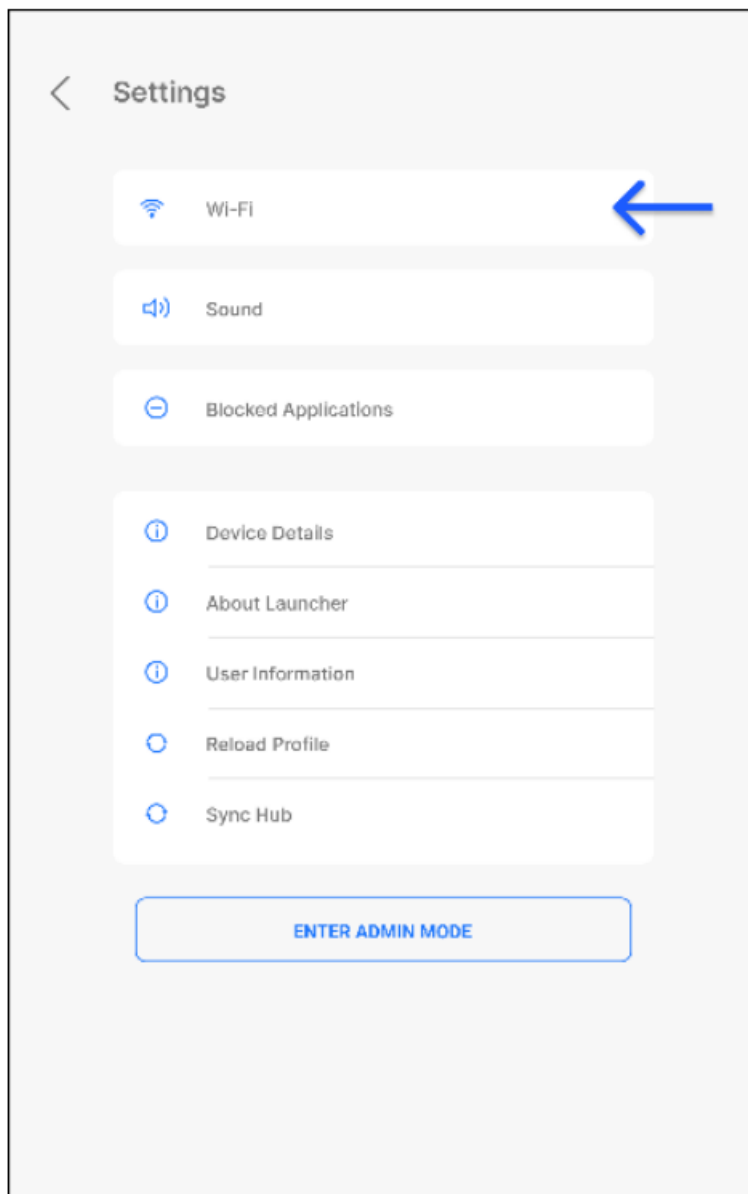 Settings
Wi-Fi
Sound
Blocked Applications
Device Details
About Launcher
User Information
Reload Profile
Sync Hub
ENTER ADMIN MODE